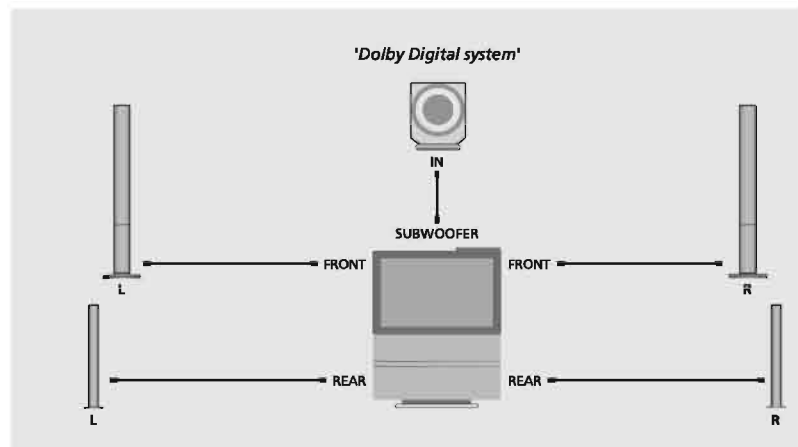 'Dolby Digital system'
IN
SUBWOOFER
FRONT
FRONT
L
R
REAR
REAR
L
R